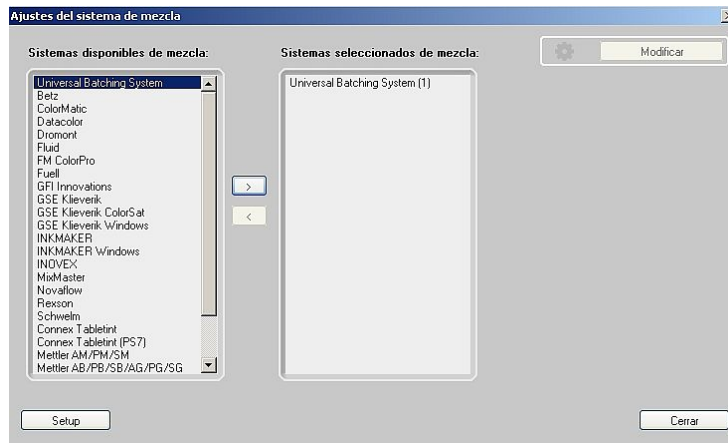 Ajustes del sistema de mezcla
Sistemas disponibles de mezcla:
Sistemas seleccionados de mezcla:
Modificar
Universal Batching System
Betz
ColorMatic
Datacolor
Dromont
Fluid
FM ColorPro
Fuell
GFI Innovations
GSE Klieverik
GSE Klieverik ColorSat
GSE Klieverik Windows
INKMAKER
INKMAKER Windows
INOVEX
MixMaster
Novaflow
Rexson
Schwelm
Connex Tabletint
Connex Tabletint (PS7)
Mettler AM/PM/SM
Mettler AB/PB/SB/AG/PG/SG
>
<
Universal Batching System (1)
Setup
Cerrar